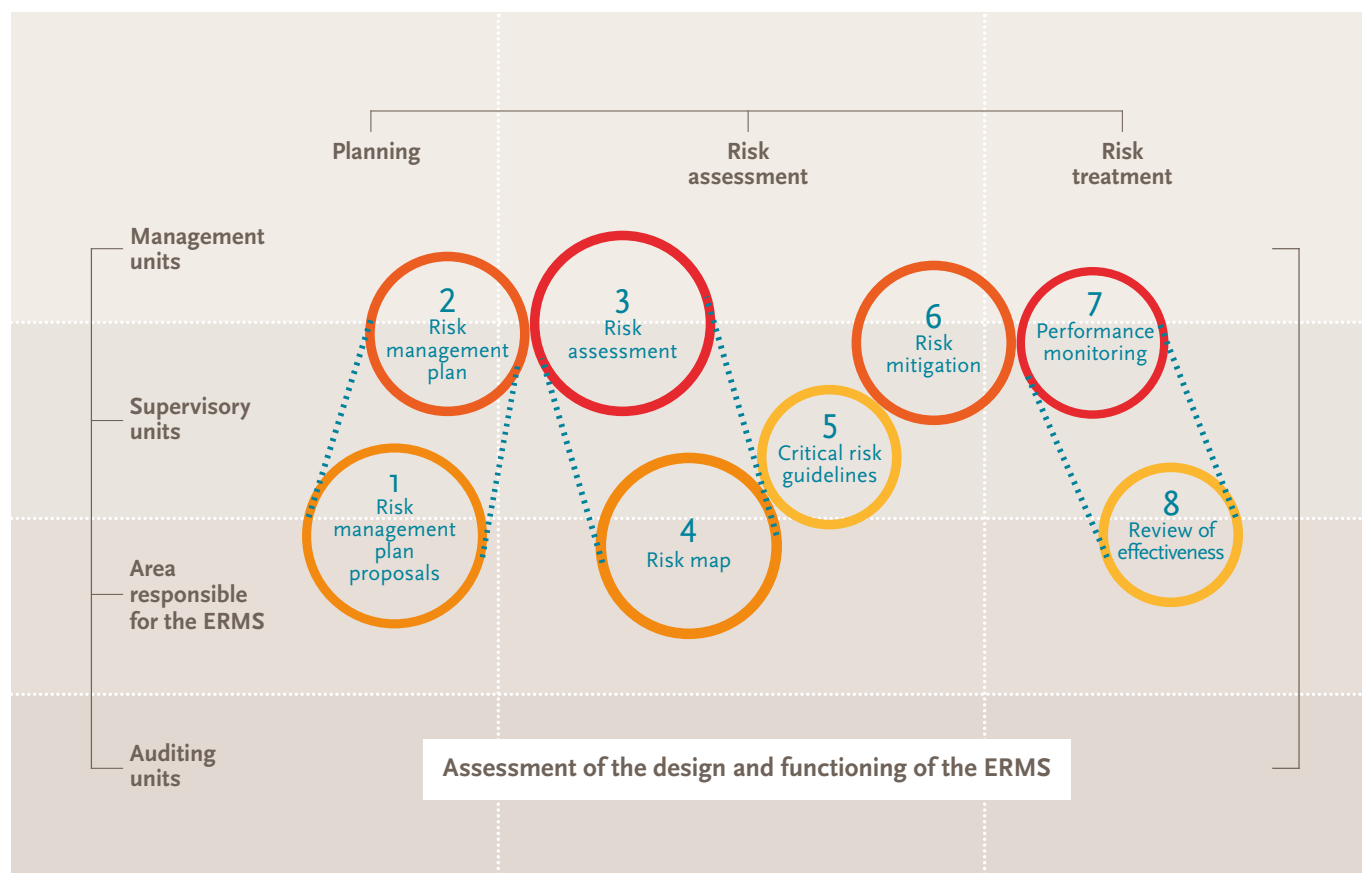 Planning
Risk
assessment
Risk
treatment
Management
units
Supervisory
units
Area
responsible
for the ERMS
Auditing
units
1
Risk
management
plan
proposals
2
Risk
management
plan
3
Risk
assessment
4
Risk map
5
Critical risk
guidelines
6
Risk
mitigation
7
Performance
monitoring
8
Review of
effectiveness
Assessment of the design and functioning of the ERMS